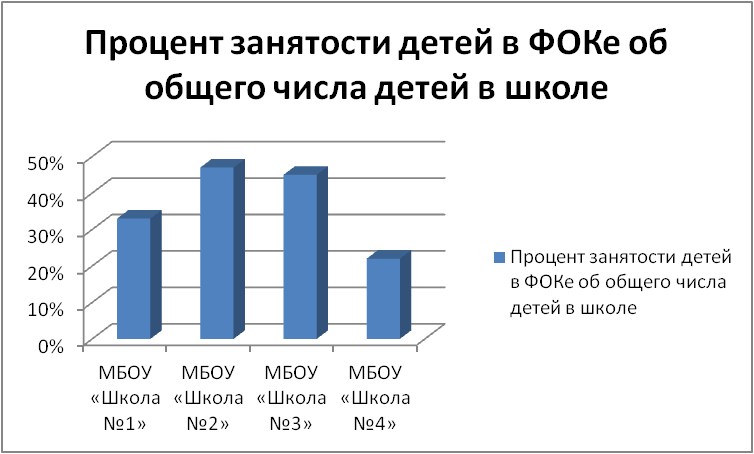 Процент занятости детей в ФОКе об
общего числа детей в школе
50%
40%
30%
20%
10%
0%
МБОУ
«Школа
№1»
МБОУ
«Школа
№2»
МБОУ
«Школа
№3»
МБОУ
«Школа
№4»
Процент занятости детей
в ФОКе об общего числа
детей в школе